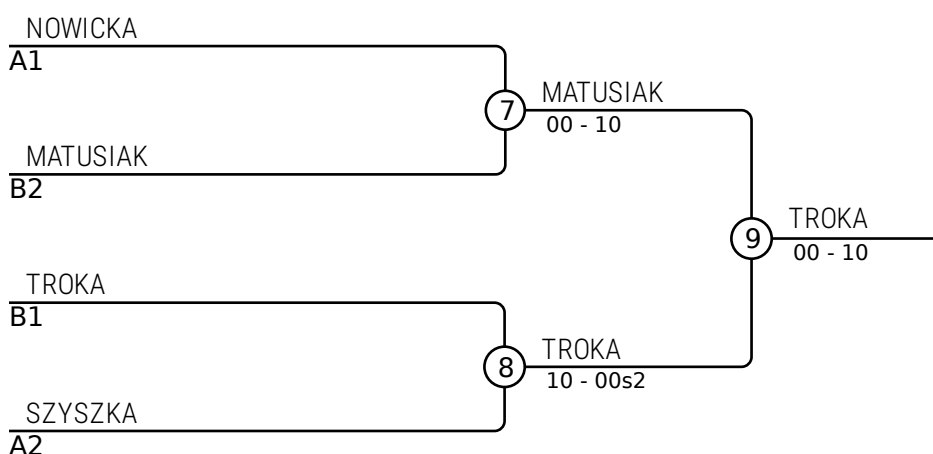 NOWICKA
A1
7
MATUSIAK
00 - 10
MATUSIAK
B2
9
TROKA
00 - 10
TROKA
B1
8
TROKA
10 - 00s2
SZYSZKA
A2